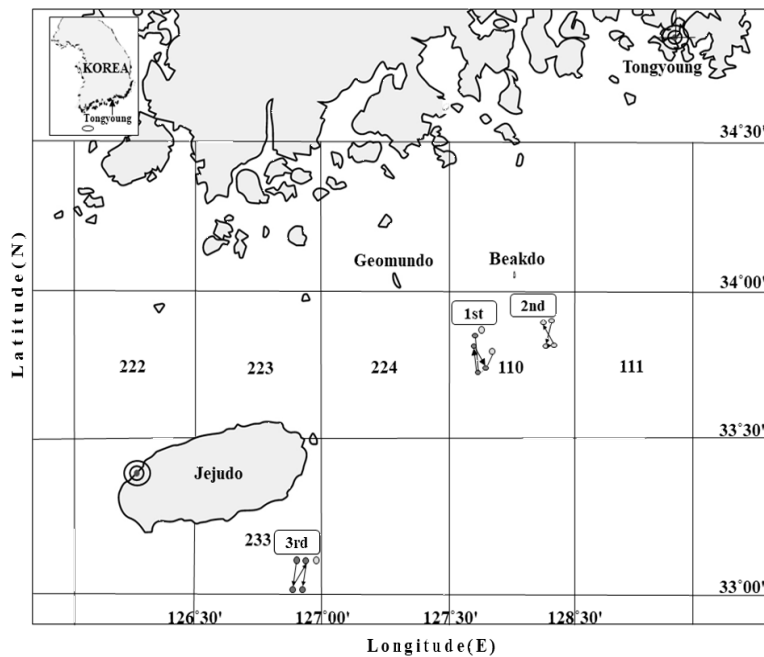 KOREA
Tongyoung
Tongyoung
34°30'
Geomundo
Beakdo
34°00'
1st
2nd
222
223
224
110
111
33°30'
Jejudo
233
3rd
33°00'
126°30'
127°00'
127°30'
128°30'
Latitude(N)
Longitude(E)